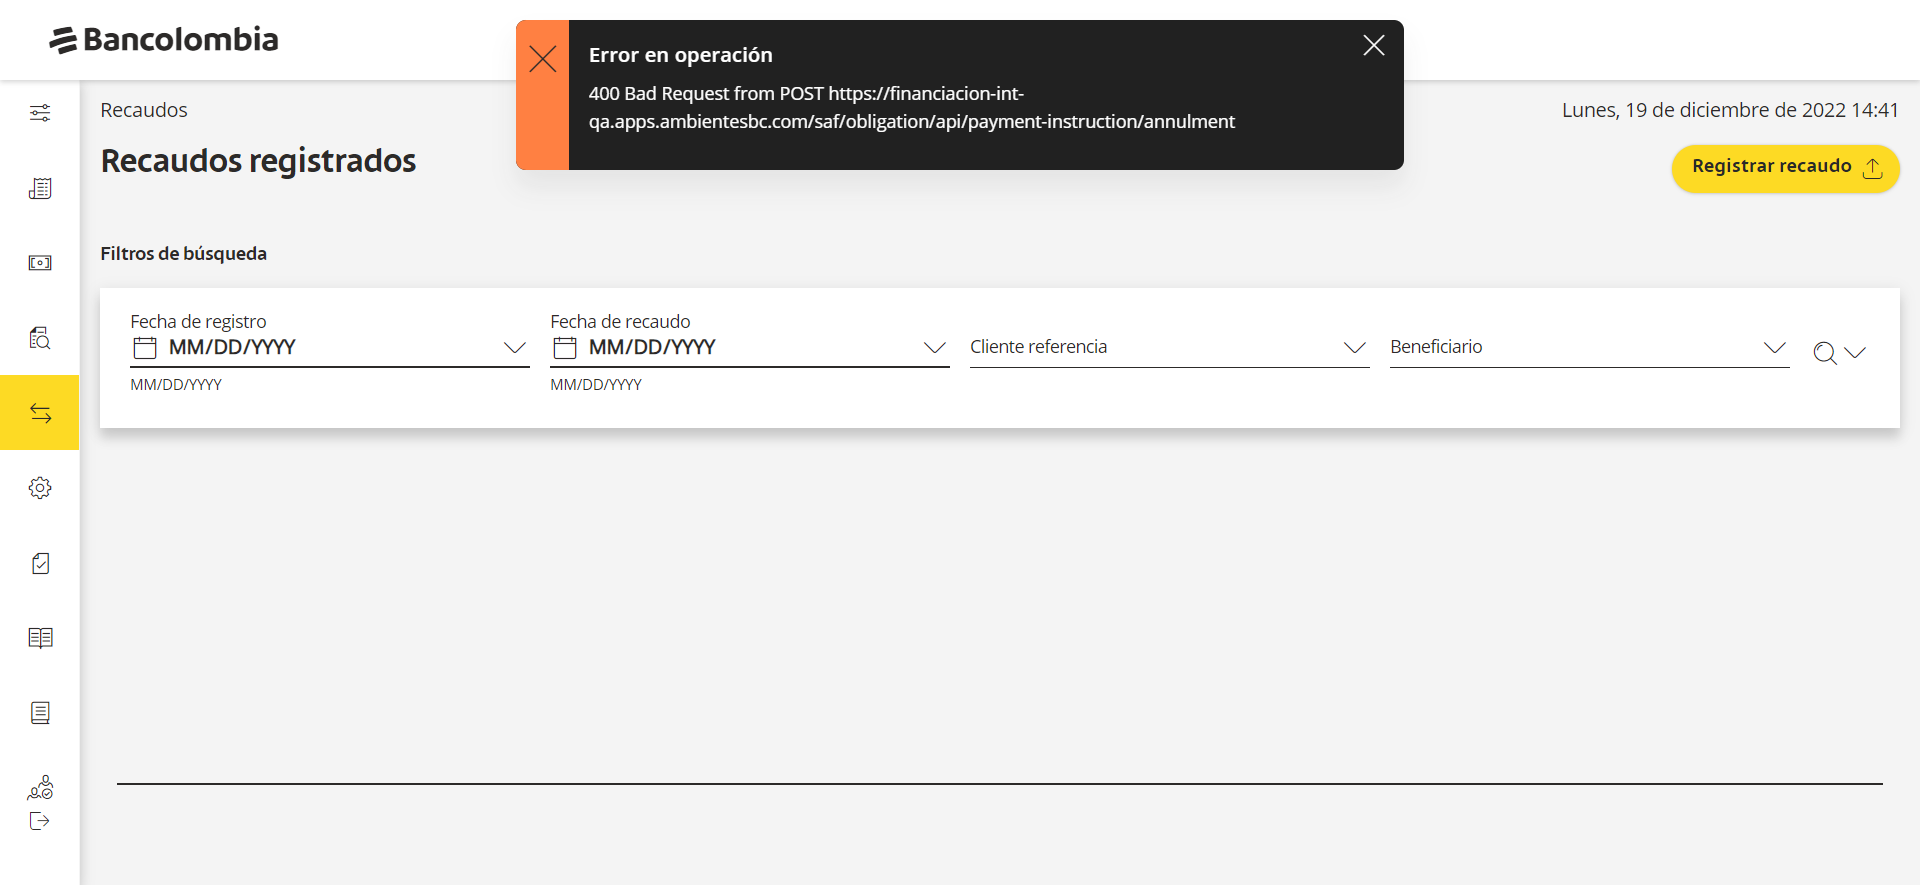 Bancolombia
Error en operación
400 Bad Request from POST https://financiacion-int-
qa.apps.ambientesbc.com/saf/obligation/api/payment-instruction/annulment
Recaudos
Lunes, 19 de diciembre de 2022 14:41
Recaudos registrados
Registrar recaudo
Filtros de búsqueda
Fecha de registro
MM/DD/YYYY
MM/DD/YYYY
Fecha de recaudo
MM/DD/YYYY
MM/DD/YYYY
Cliente referencia
Beneficiario